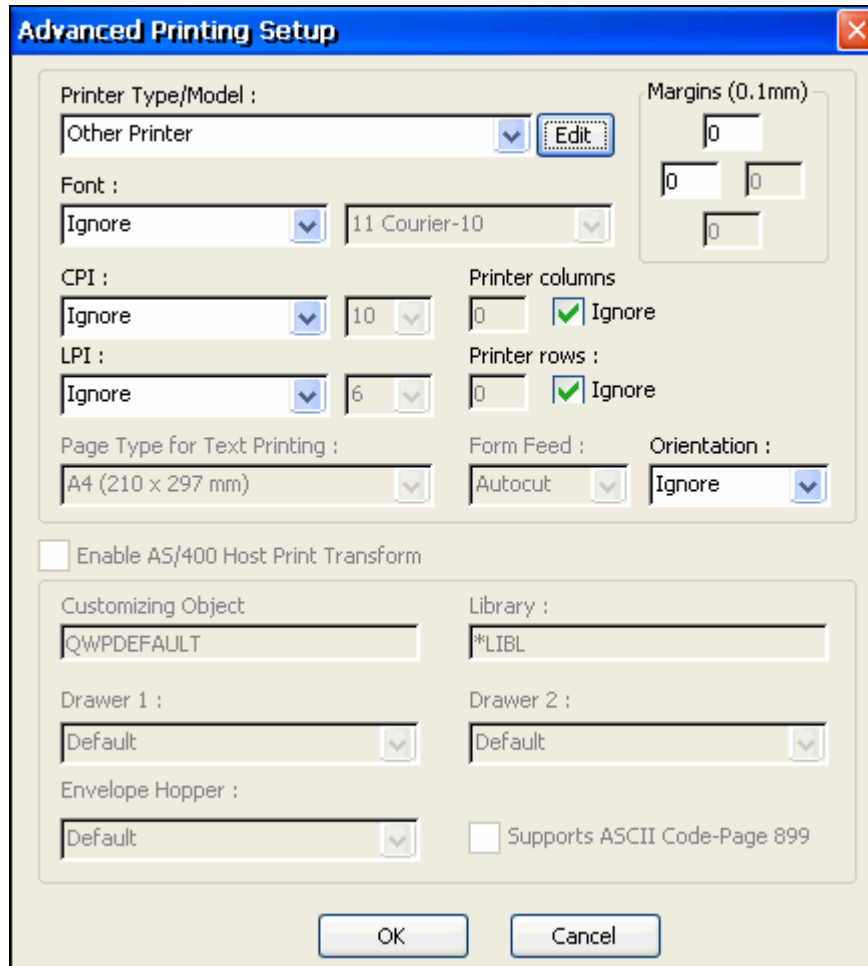 Advanced Printing Setup
Printer Type/Model :
Other Printer
Edit
Margins (0.1mm)
0
0 0
0
Font :
Ignore
11 Courier-10
CPI :
Ignore
10
Printer columns
0
Ignore
LPI :
Ignore
6
Printer rows :
0
Ignore
Page Type for Text Printing :
A4 (210 x 297 mm)
Form Feed :
Autocut
Orientation :
Ignore
Enable AS/400 Host Print Transform
Customizing Object
QWPDEFAULT
Library :
*LIBL
Drawer 1 :
Default
Drawer 2 :
Default
Envelope Hopper :
Default
Supports ASCII Code-Page 899
OK
Cancel